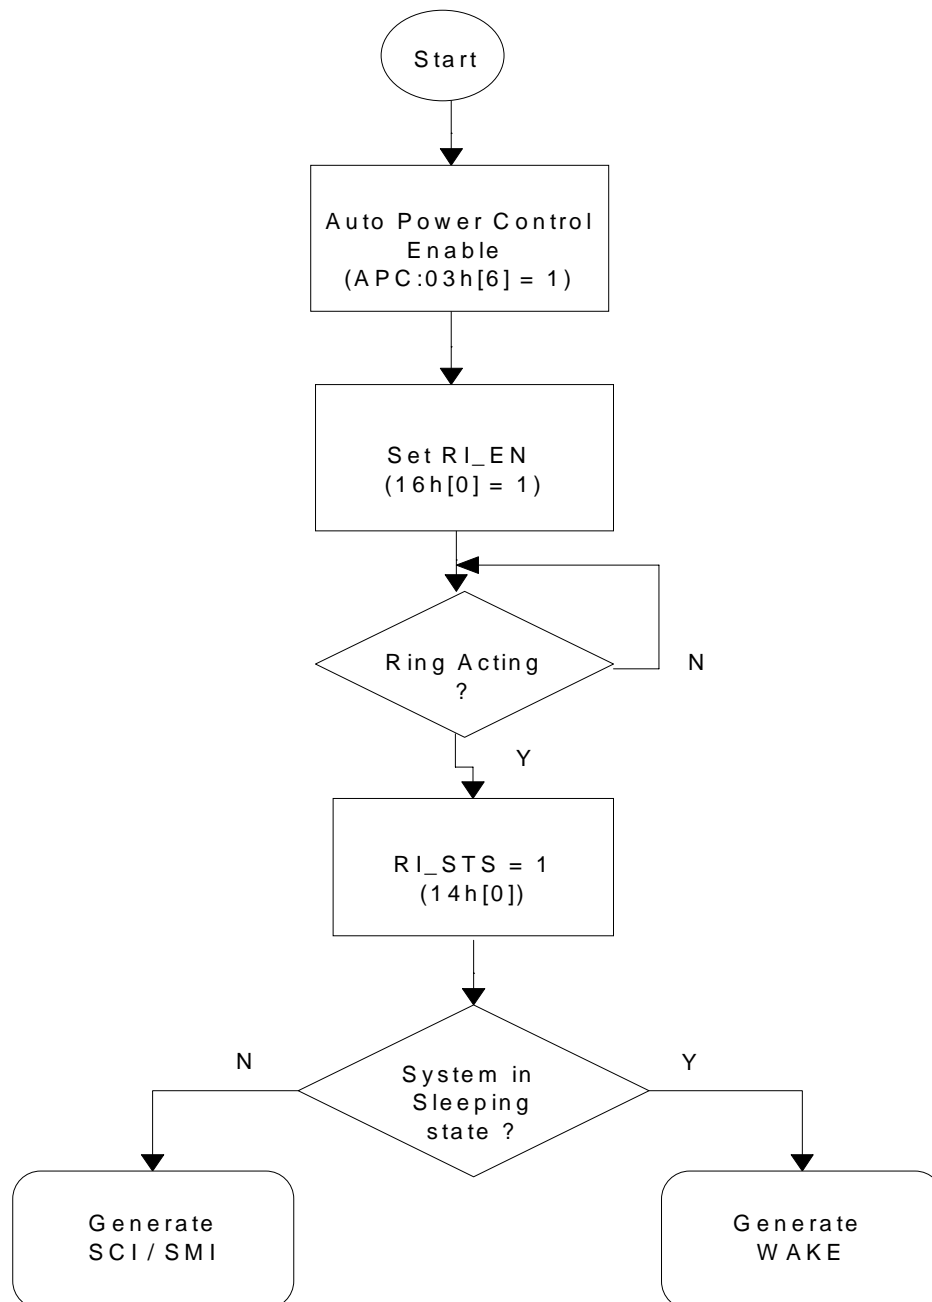 Start
Auto Power Control
Enable
(APC:03h[6] = 1)
Set RI_EN
(16h[0] = 1)
Ring Acting
?
N
Y
RI_STS = 1
(14h[0])
N
Y
System in
Sleeping
state ?
Generate
SCI / SMI
Generate
WAKE